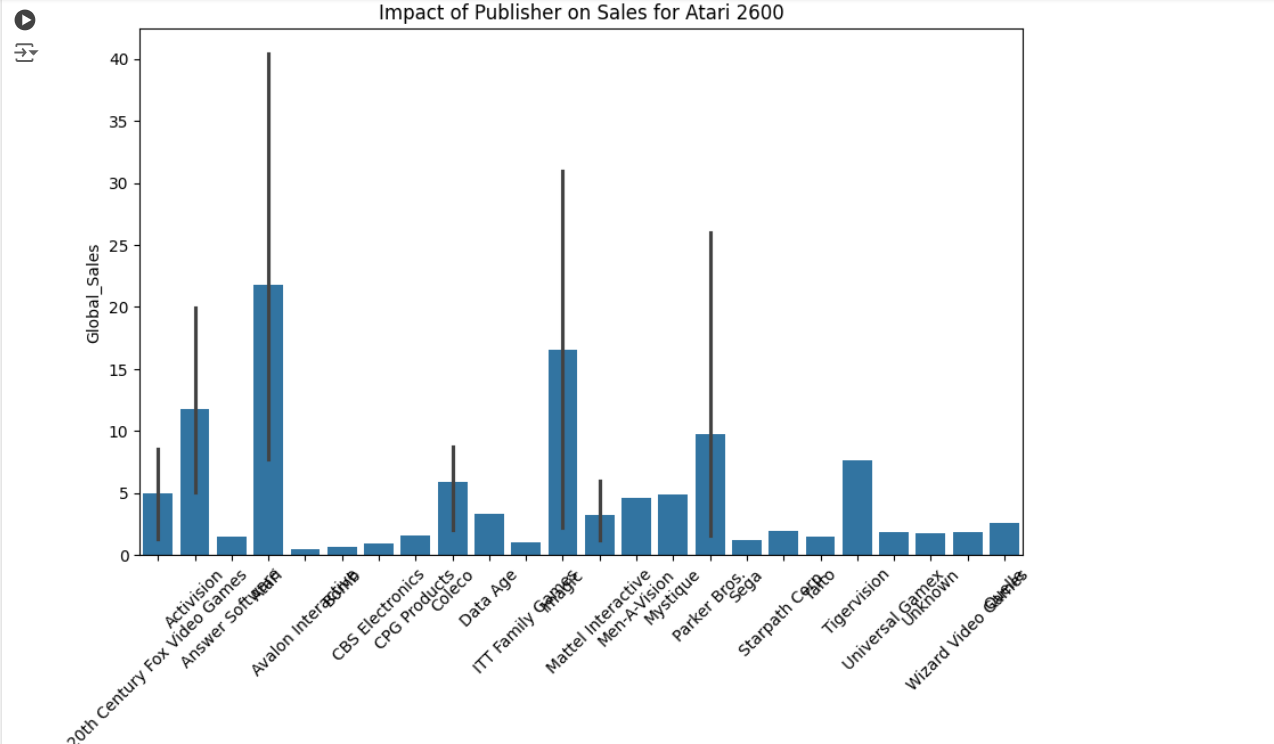 Impact of Publisher on Sales for Atari 2600
40
35
30
25
20
15
10
5
0
Global_Sales
20th Century Fox Video Games
Activision
Answer Software
Atari
Avalon Interactive
Bomb
CBS Electronics
CPG Products
Coleco
Data Age
ITT Family Games
Imagic
Mattel Interactive
Men-A-Vision
Mystique
Parker Bros.
Sega
Starpath Corp.
Taito
Tigervision
Universal Gamex
Unknown
Wizard Video Games
Quelle